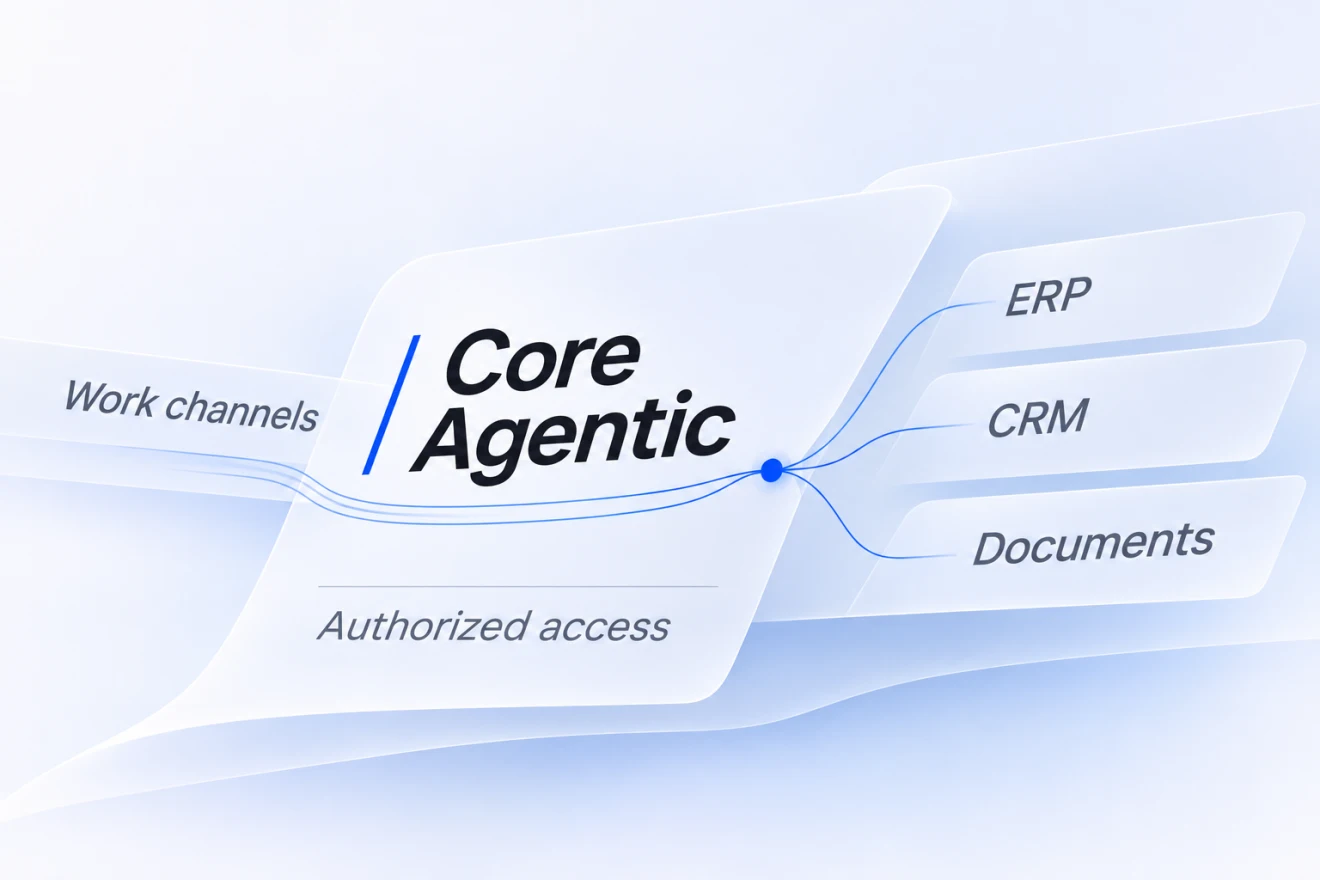 Work channels
Core
Agentic
Authorized access
ERP
CRM
Documents